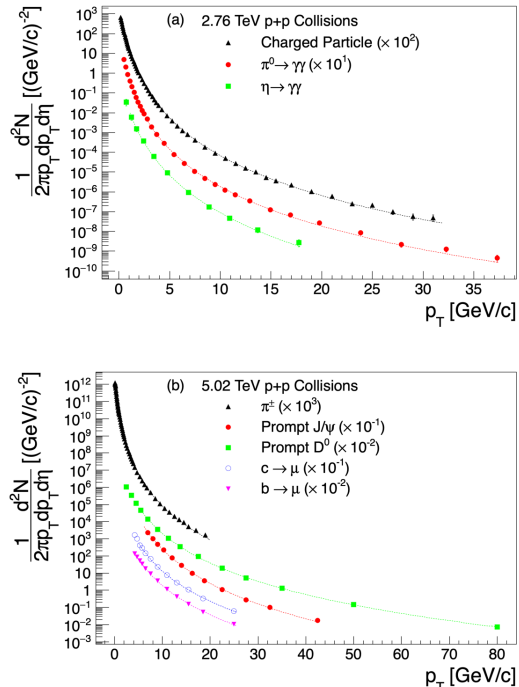 (a) 2.76 TeV p+p Collisions
Charged Particle (× 10²)
π⁰→γγ (× 10¹)
η→γγ
1/(2πp_T) d²N/(dp_T dη) [(GeV/c)⁻²]
10³
10²
10
1
10⁻¹
10⁻²
10⁻³
10⁻⁴
10⁻⁵
10⁻⁶
10⁻⁷
10⁻⁸
10⁻⁹
10⁻¹⁰
0 5 10 15 20 25 30 35
p_T [GeV/c]
(b) 5.02 TeV p+p Collisions
π± (× 10³)
Prompt J/ψ (× 10⁻¹)
Prompt D⁰ (× 10⁻²)
c → μ (× 10⁻¹)
b → μ (× 10⁻²)
1/(2πp_T) d²N/(dp_T dη) [(GeV/c)⁻²]
10¹²
10¹¹
10¹⁰
10⁹
10⁸
10⁷
10⁶
10⁵
10⁴
10³
10²
10
1
10⁻¹
10⁻²
10⁻³
0 10 20 30 40 50 60 70 80
p_T [GeV/c]